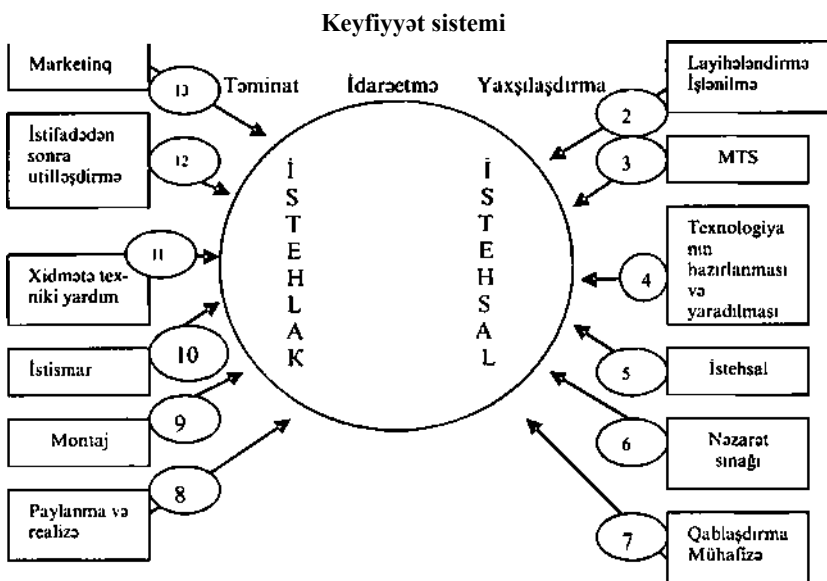 Keyfiyyət sistemi
Təminat
İdarəetmə
Yaxşılaşdırma
Marketinq
13
İstifadədən
sonra
utilləşdirmə
12
Xidmətə tex-
niki yardım
11
İstismar
10
Montaj
9
Paylanma və
realizə
8
İSTEHLAK
İSTEHSAL
Layihələndirmə
İşlənilmə
2
MTS
3
Texnologiya
nın
hazırlanması
və
yaradılması
4
İstehsal
5
Nəzarət
sınağı
6
Qablaşdırma
Mühafizə
7